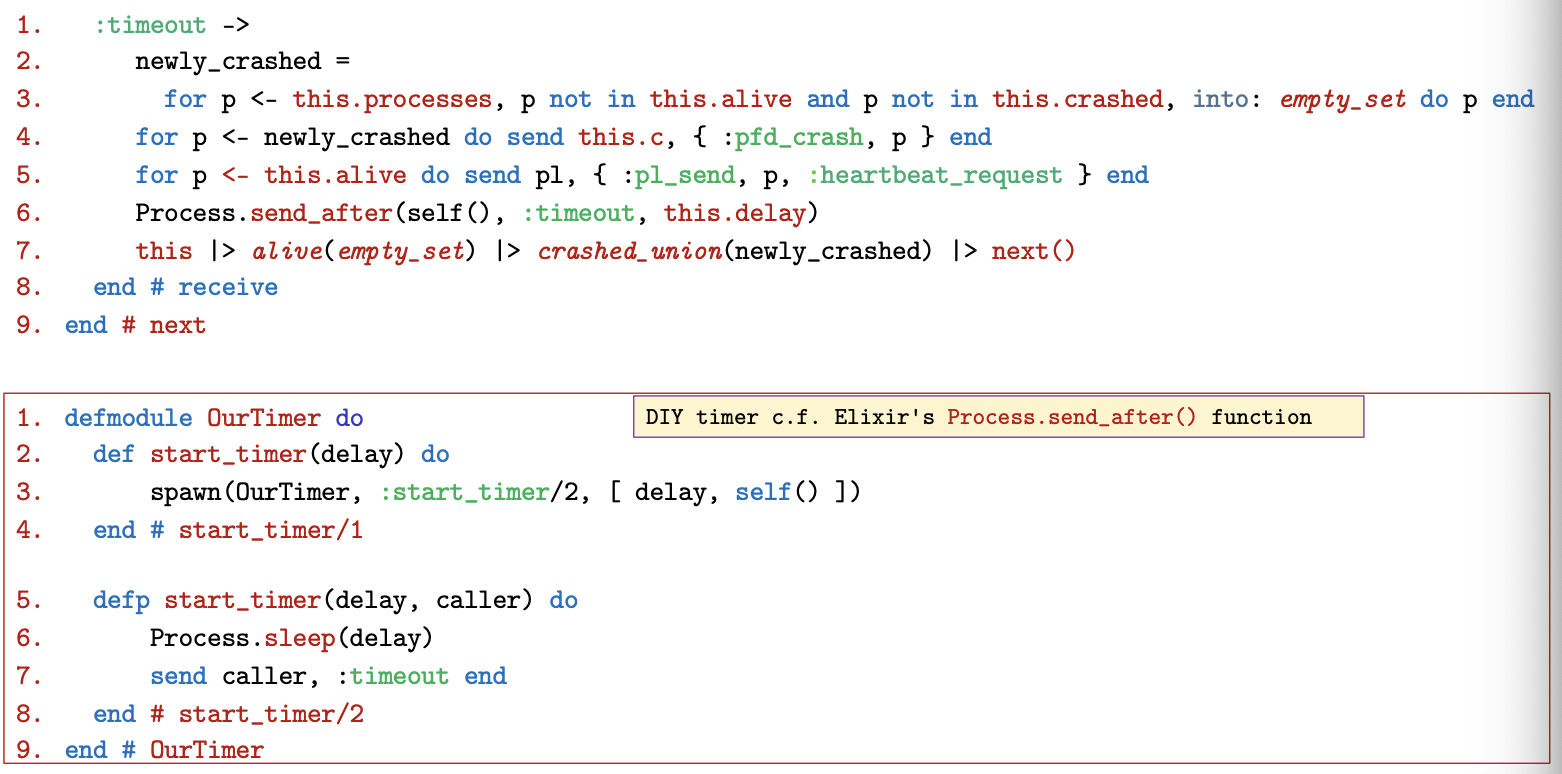 1. :timeout ->
2. newly_crashed =
3. for p <- this.processes, p not in this.alive and p not in this.crashed, into: empty_set do p end
4. for p <- newly_crashed do send this.c, { :pfd_crash, p } end
5. for p <- this.alive do send pl, { :pl_send, p, :heartbeat_request } end
6. Process.send_after(self(), :timeout, this.delay)
7. this |> alive(empty_set) |> crashed_union(newly_crashed) |> next()
8. end # receive
9. end # next
1. defmodule OurTimer do
DIY timer c.f. Elixir's Process.send_after() function
2. def start_timer(delay) do
3. spawn(OurTimer, :start_timer/2, [ delay, self() ])
4. end # start_timer/1
5. defp start_timer(delay, caller) do
6. Process.sleep(delay)
7. send caller, :timeout end
8. end # start_timer/2
9. end # OurTimer